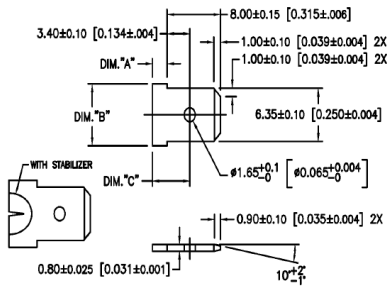 8.00±0.15 [0.315±.006]
3.40±0.10 [0.134±.004]
1.00±0.10 [0.039±0.004] 2X
1.00±0.10 [0.039±0.004] 2X
DIM."A"
DIM."B"
6.35±0.10 [0.250±0.004]
WITH STABILIZER
DIM."C"
ø1.65+0.1 -0 [ø0.065+0.004 -0]
0.90±0.10 [0.035±0.004] 2X
0.80±0.025 [0.031±0.001]
10°+2° -1°